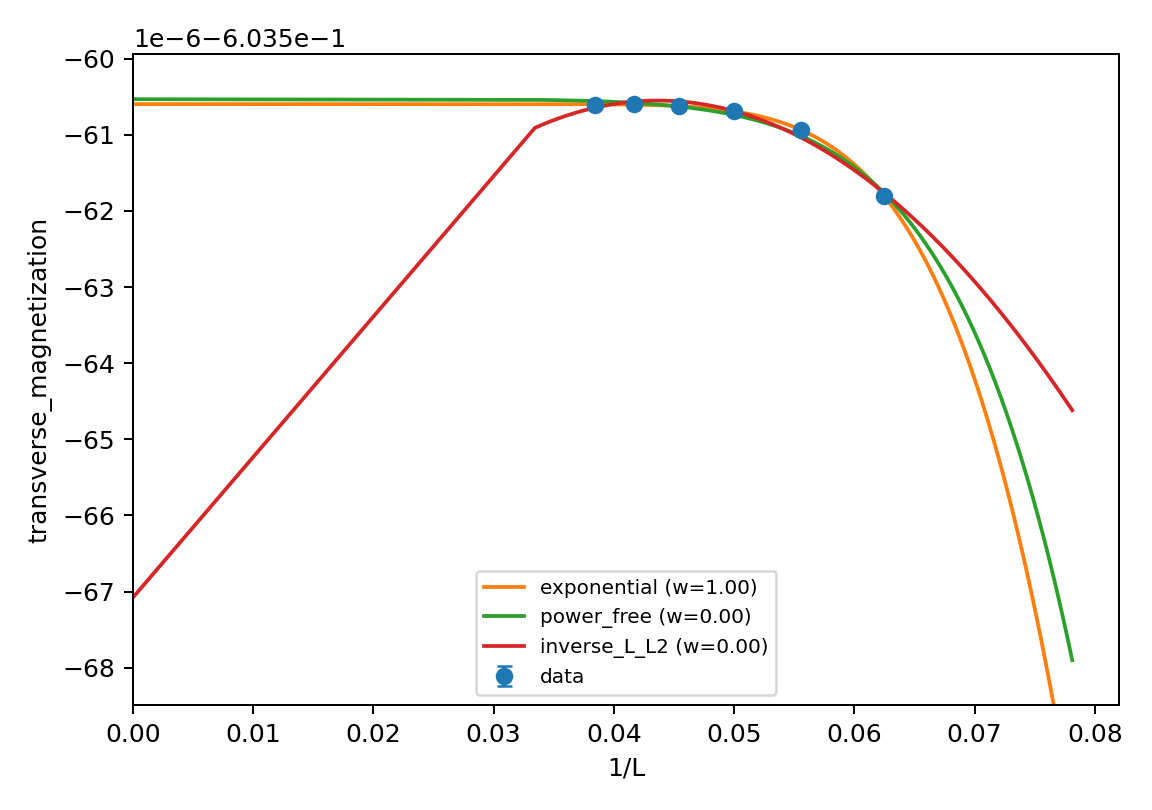 1e−6−6.035e−1
−60
−61
−62
−63
−64
−65
−66
−67
−68
transverse_magnetization
exponential (w=1.00)
power_free (w=0.00)
inverse_L_L2 (w=0.00)
data
0.00 0.01 0.02 0.03 0.04 0.05 0.06 0.07 0.08
1/L